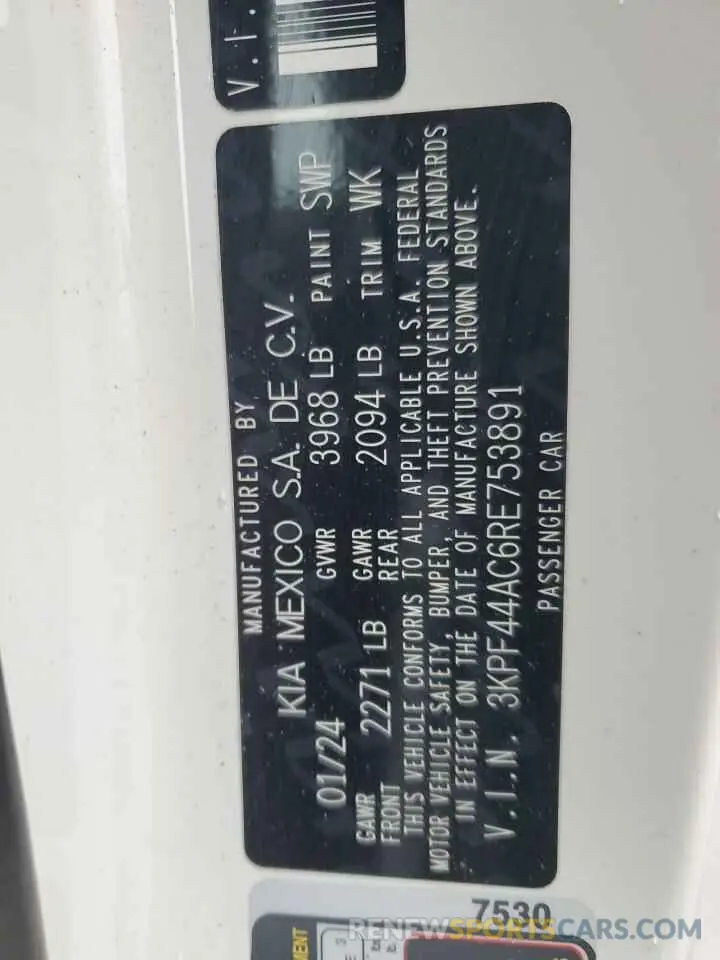 V.I.
MANUFACTURED BY
KIA MEXICO S.A. DE C.V.
01/24 GVWR 3968 LB PAINT SWP
GAWR FRONT 2271 LB GAWR REAR 2094 LB TRIM WK
THIS VEHICLE CONFORMS TO ALL APPLICABLE U.S.A. FEDERAL
MOTOR VEHICLE SAFETY, BUMPER, AND THEFT PREVENTION STANDARDS
IN EFFECT ON THE DATE OF MANUFACTURE SHOWN ABOVE.
V.I.N. 3KPF44AC6RE753891
PASSENGER CAR
7530
RENEWSPORTSCARS.COM